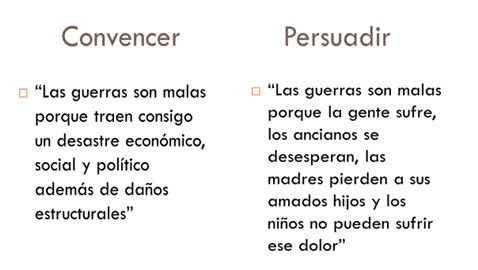 Convencer
"Las guerras son malas
porque traen consigo
un desastre económico,
social y político
además de daños
estructurales"
Persuadir
"Las guerras son malas
porque la gente sufre,
los ancianos se
desesperan, las
madres pierden a sus
amados hijos y los
niños no pueden sufrir
ese dolor"